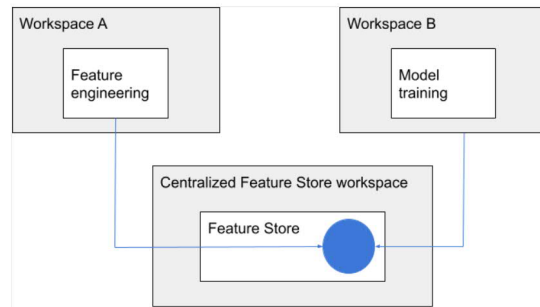 Workspace A
Feature
engineering
Workspace B
Model
training
Centralized Feature Store workspace
Feature Store